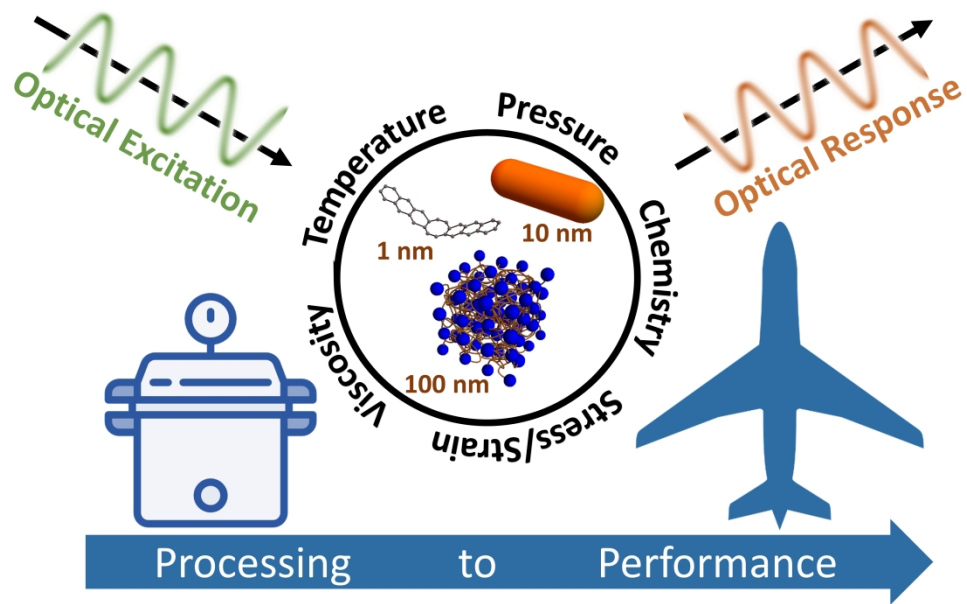 Optical Excitation
Optical Response
Temperature
Pressure
Chemistry
Stress/Strain
Viscosity
1 nm
10 nm
100 nm
Processing to Performance